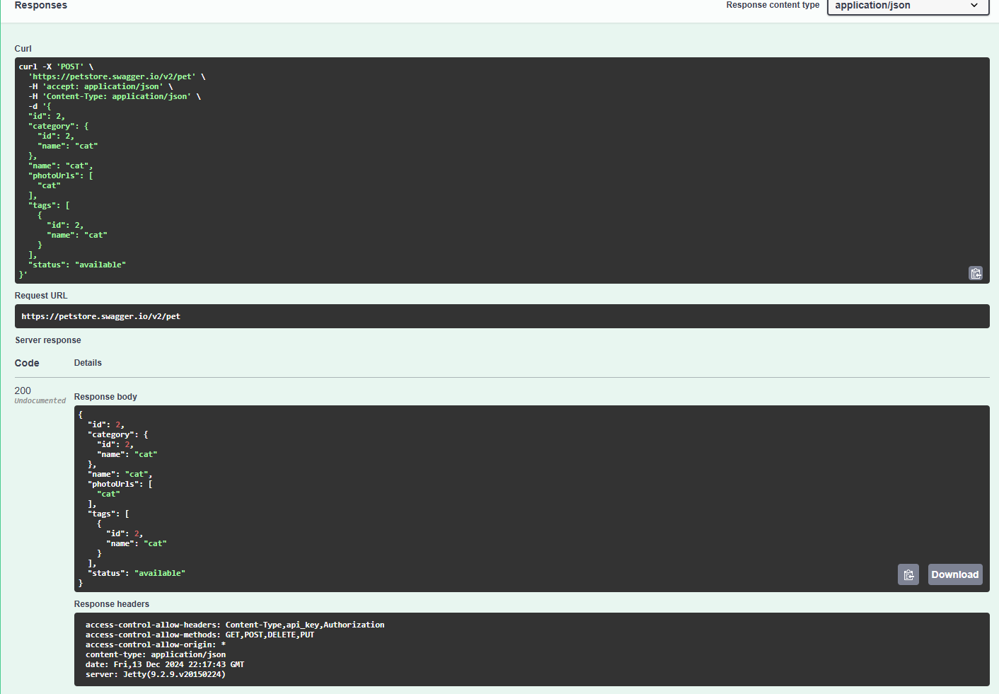 Responses
Response content type
application/json
Curl
curl -X 'POST' \
  'https://petstore.swagger.io/v2/pet' \
  -H 'accept: application/json' \
  -H 'Content-Type: application/json' \
  -d '{
  "id": 2,
  "category": {
    "id": 2,
    "name": "cat"
  },
  "name": "cat",
  "photoUrls": [
    "cat"
  ],
  "tags": [
    {
      "id": 2,
      "name": "cat"
    }
  ],
  "status": "available"
}'
Request URL
https://petstore.swagger.io/v2/pet
Server response
Code Details
200
Undocumented
Response body
{
  "id": 2,
  "category": {
    "id": 2,
    "name": "cat"
  },
  "name": "cat",
  "photoUrls": [
    "cat"
  ],
  "tags": [
    {
      "id": 2,
      "name": "cat"
    }
  ],
  "status": "available"
}
Download
Response headers
access-control-allow-headers: Content-Type,api_key,Authorization
access-control-allow-methods: GET,POST,DELETE,PUT
access-control-allow-origin: *
content-type: application/json
date: Fri,13 Dec 2024 22:17:43 GMT
server: Jetty(9.2.9.v20150224)